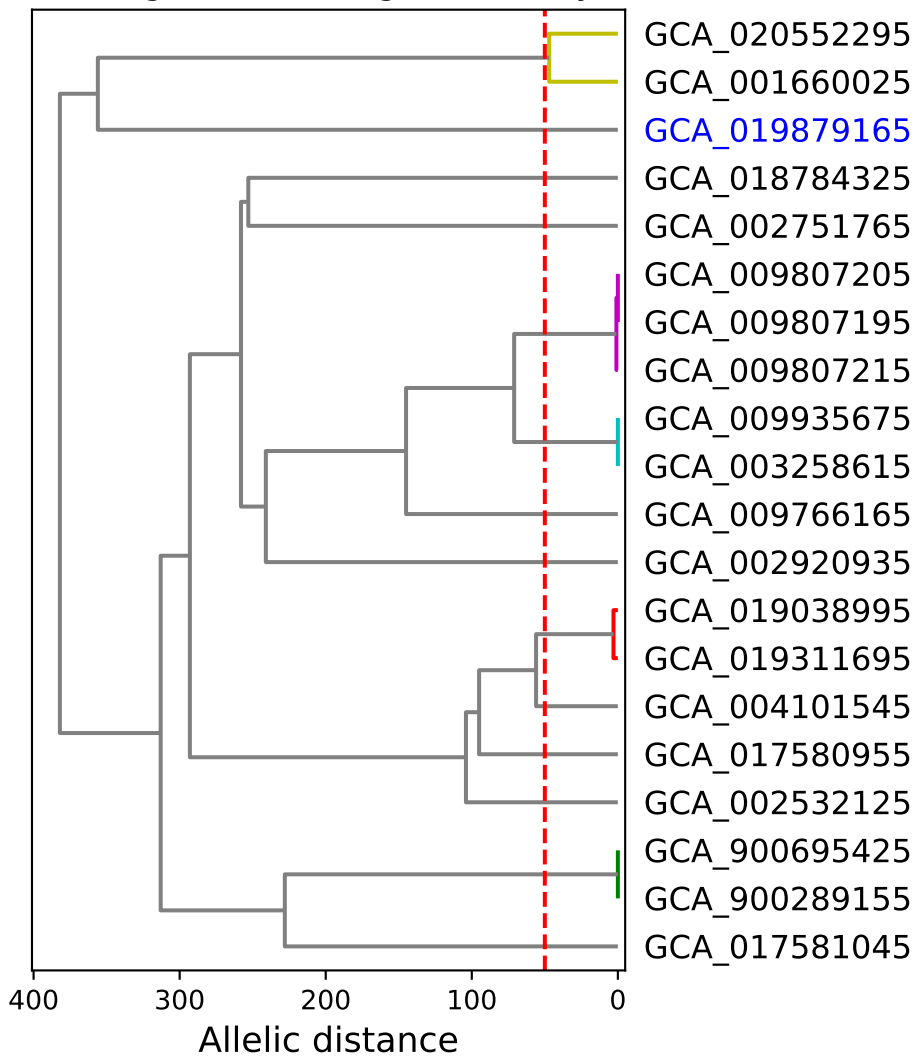 GCA_020552295
GCA_001660025
GCA_019879165
GCA_018784325
GCA_002751765
GCA_009807205
GCA_009807195
GCA_009807215
GCA_009935675
GCA_003258615
GCA_009766165
GCA_002920935
GCA_019038995
GCA_019311695
GCA_004101545
GCA_017580955
GCA_002532125
GCA_900695425
GCA_900289155
GCA_017581045
400 300 200 100 0
Allelic distance